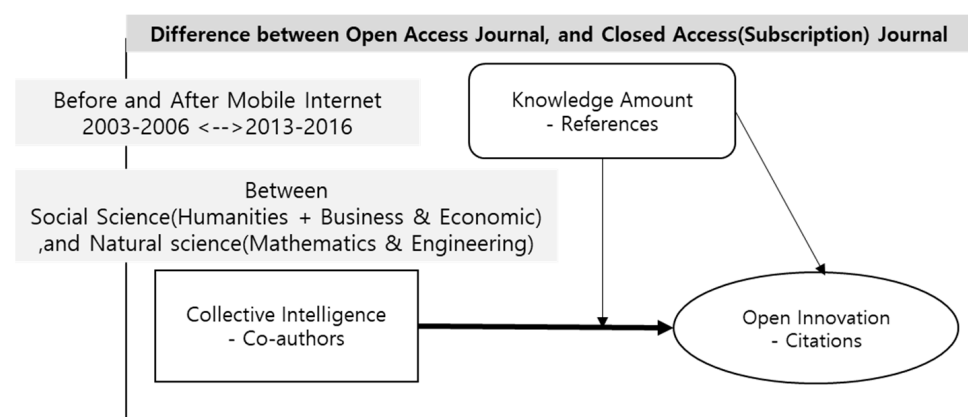 Difference between Open Access Journal, and Closed Access(Subscription) Journal
Before and After Mobile Internet
2003-2006 <-->2013-2016
Knowledge Amount
- References
Between
Social Science(Humanities + Business & Economic)
,and Natural science(Mathematics & Engineering)
Collective Intelligence
- Co-authors
Open Innovation
- Citations